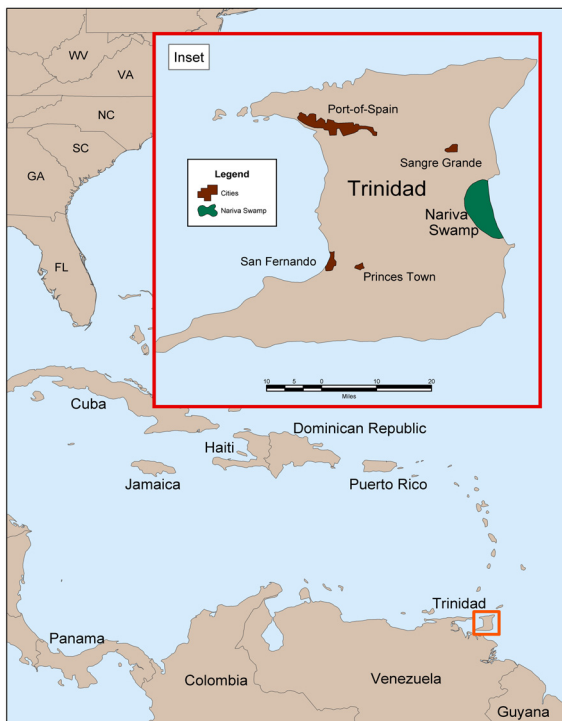 WV
VA
NC
SC
GA
FL
Inset
Port-of-Spain
Sangre Grande
Legend
Cities
Nariva Swamp
Trinidad
Nariva
Swamp
San Fernando
Princes Town
10 5 0 10 20
Miles
Cuba
Dominican Republic
Haiti
Jamaica
Puerto Rico
Trinidad
Panama
Colombia
Venezuela
Guyana